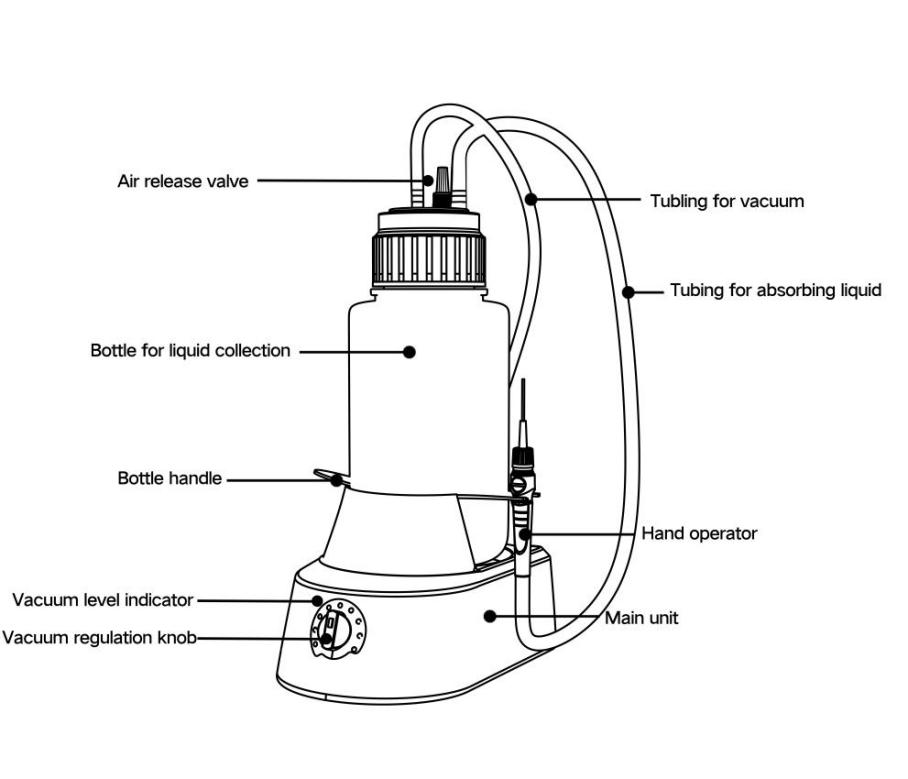 Air release valve
Tubling for vacuum
Tubing for absorbing liquid
Bottle for liquid collection
Bottle handle
Hand operator
Vacuum level indicator
Main unit
Vacuum regulation knob